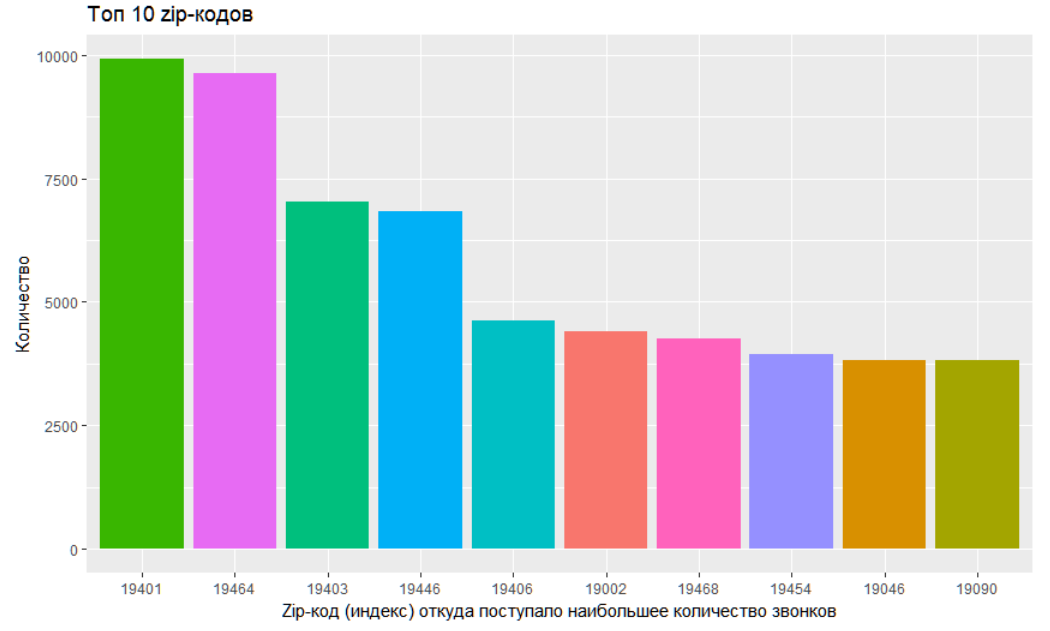 Топ 10 zip-кодов
10000
7500
5000
2500
0
Количество
19401 19464 19403 19446 19406 19002 19468 19454 19046 19090
Zip-код (индекс) откуда поступало наибольшее количество звонков